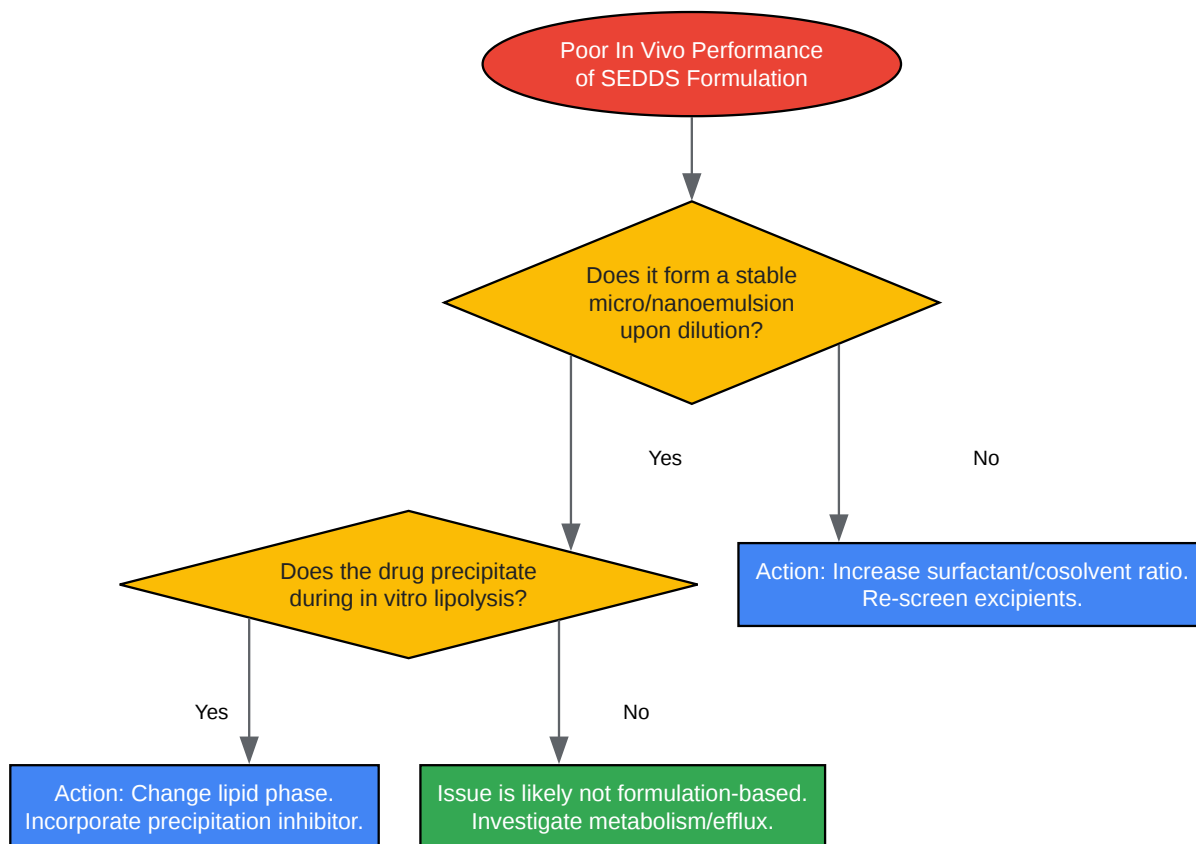 Poor In Vivo Performance
of SEDDS Formulation
Does it form a stable
micro/nanoemulsion
upon dilution?
Yes
No
Does the drug precipitate
during in vitro lipolysis?
Action: Increase surfactant/cosolvent ratio.
Re-screen excipients.
Yes
No
Action: Change lipid phase.
Incorporate precipitation inhibitor.
Issue is likely not formulation-based.
Investigate metabolism/efflux.